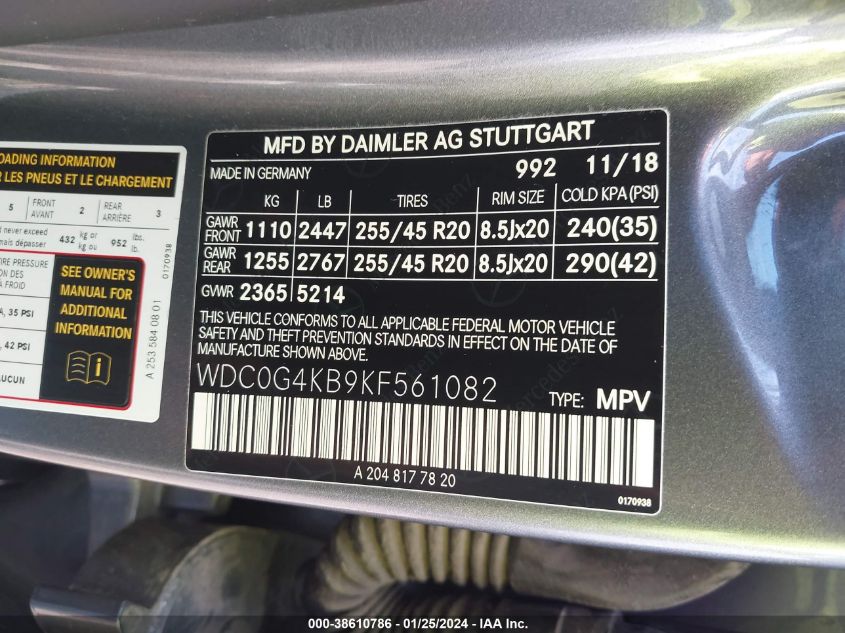 OADING INFORMATION
R LES PNEUS ET LE CHARGEMENT
5 FRONT AVANT 2 REAR ARRIÈRE 3
never exceed
mais dépasser 432 kg or kg ou 952 lbs. lb.
IRE PRESSURE
ION DES
A FROID
, 35 PSI
, 42 PSI
AUCUN
SEE OWNER'S
MANUAL FOR
ADDITIONAL
INFORMATION
0170938
A 253 584 08 01
MFD BY DAIMLER AG STUTTGART
MADE IN GERMANY 992 11/18
KG LB TIRES RIM SIZE COLD KPA(PSI)
GAWR FRONT 1110 2447 255/45 R20 8.5Jx20 240(35)
GAWR REAR 1255 2767 255/45 R20 8.5Jx20 290(42)
GVWR 2365 5214
THIS VEHICLE CONFORMS TO ALL APPLICABLE FEDERAL MOTOR VEHICLE
SAFETY AND THEFT PREVENTION STANDARDS IN EFFECT ON THE DATE OF
MANUFACTURE SHOWN ABOVE.
WDC0G4KB9KF561082 TYPE: MPV
A 204 817 78 20
0170938
000-38610786 - 01/25/2024 - IAA Inc.